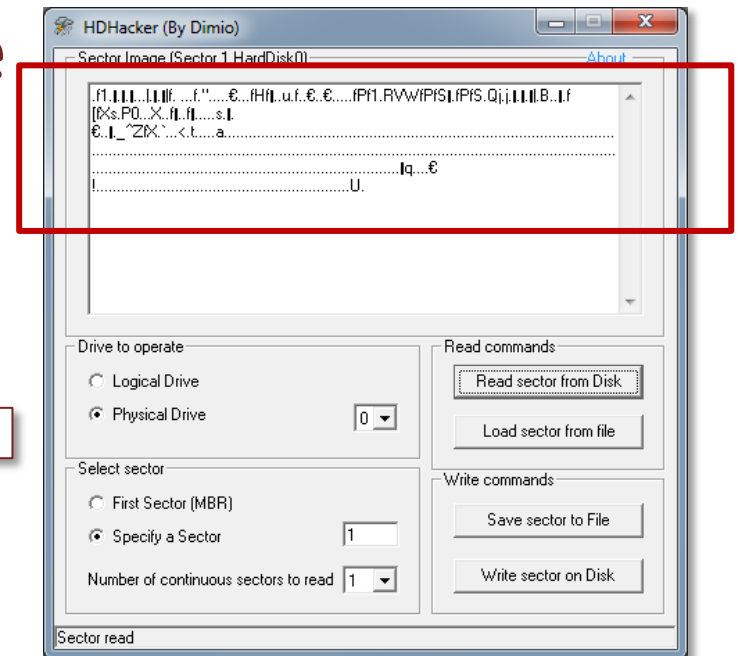 HDHacker (By Dimio)
Sector Image (Sector 1 HardDisk0)
About
Drive to operate
Logical Drive
Physical Drive
0
Select sector
First Sector (MBR)
Specify a Sector
1
Number of continuous sectors to read
1
Read commands
Read sector from Disk
Load sector from file
Write commands
Save sector to File
Write sector on Disk
Sector read